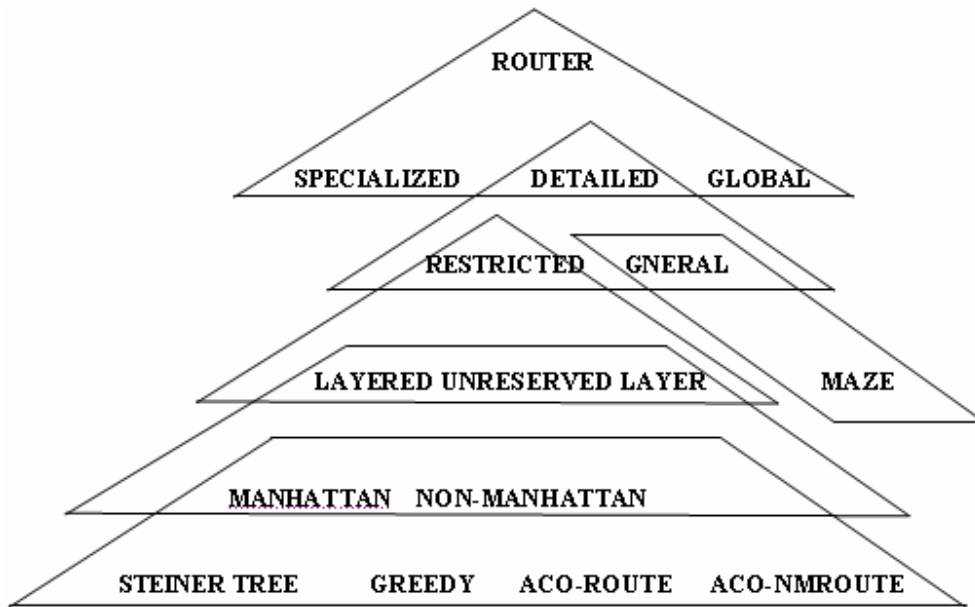 ROUTER
SPECIALIZED DETAILED GLOBAL
RESTRICTED GNERAL
LAYERED UNRESERVED LAYER MAZE
MANHATTAN NON-MANHATTAN
STEINER TREE GREEDY ACO-ROUTE ACO-NMROUTE